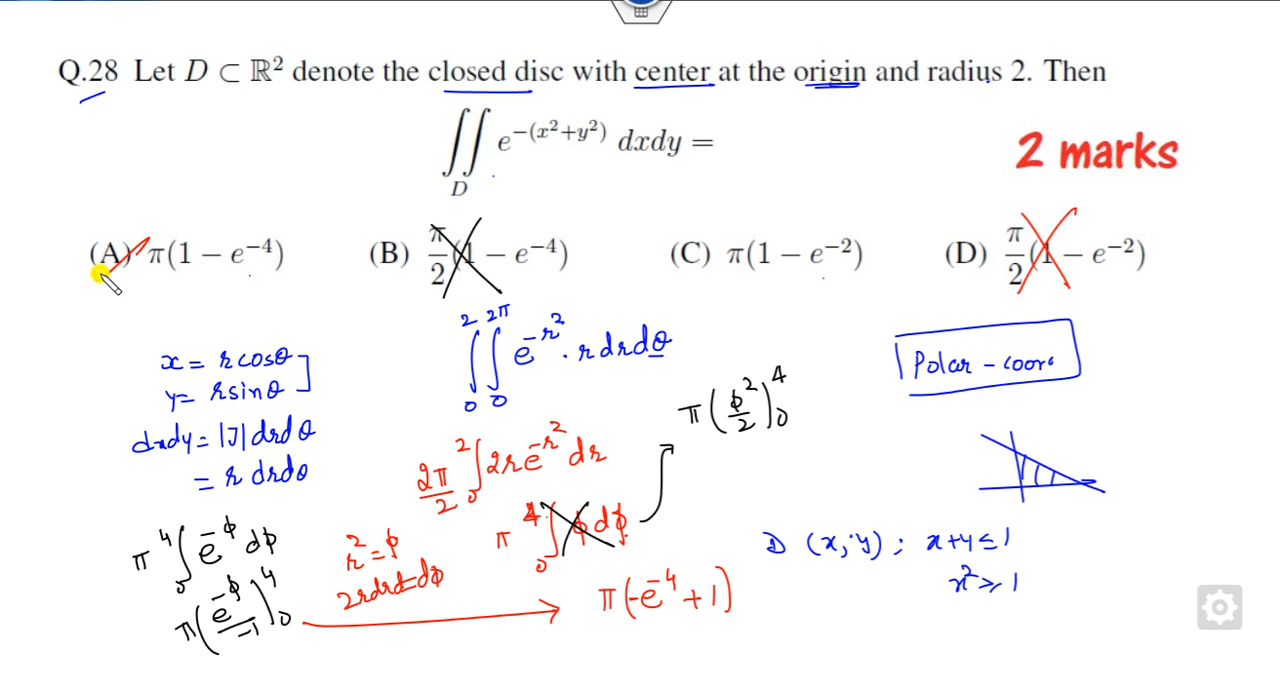 Q.28 Let D ⊂ ℝ² denote the closed disc with center at the origin and radius 2. Then
∬_D e^{-(x²+y²)} dxdy =
2 marks
(A) π(1 − e⁻⁴) (B) π/2(1 − e⁻⁴) (C) π(1 − e⁻²) (D) π/2(1 − e⁻²)
x = r cosθ
y = r sinθ
dxdy = |J| drdθ
= r drdθ
∫₀² ∫₀^{2π} e^{-r²} · r dr dθ
Polar - coor
2π/2 ∫₀² 2r e^{-r²} dr
π (ϕ²/2)₀⁴
π ∫₀⁴ e^{-ϕ} dϕ
r² = ϕ
2rdr = dϕ
π ∫₀⁴ ϕ dϕ
D (x, y) ; x+y ≤ 1
x² ≥ 1
π (e^{-ϕ}/-1)₀⁴
π (-e⁻⁴ + 1)